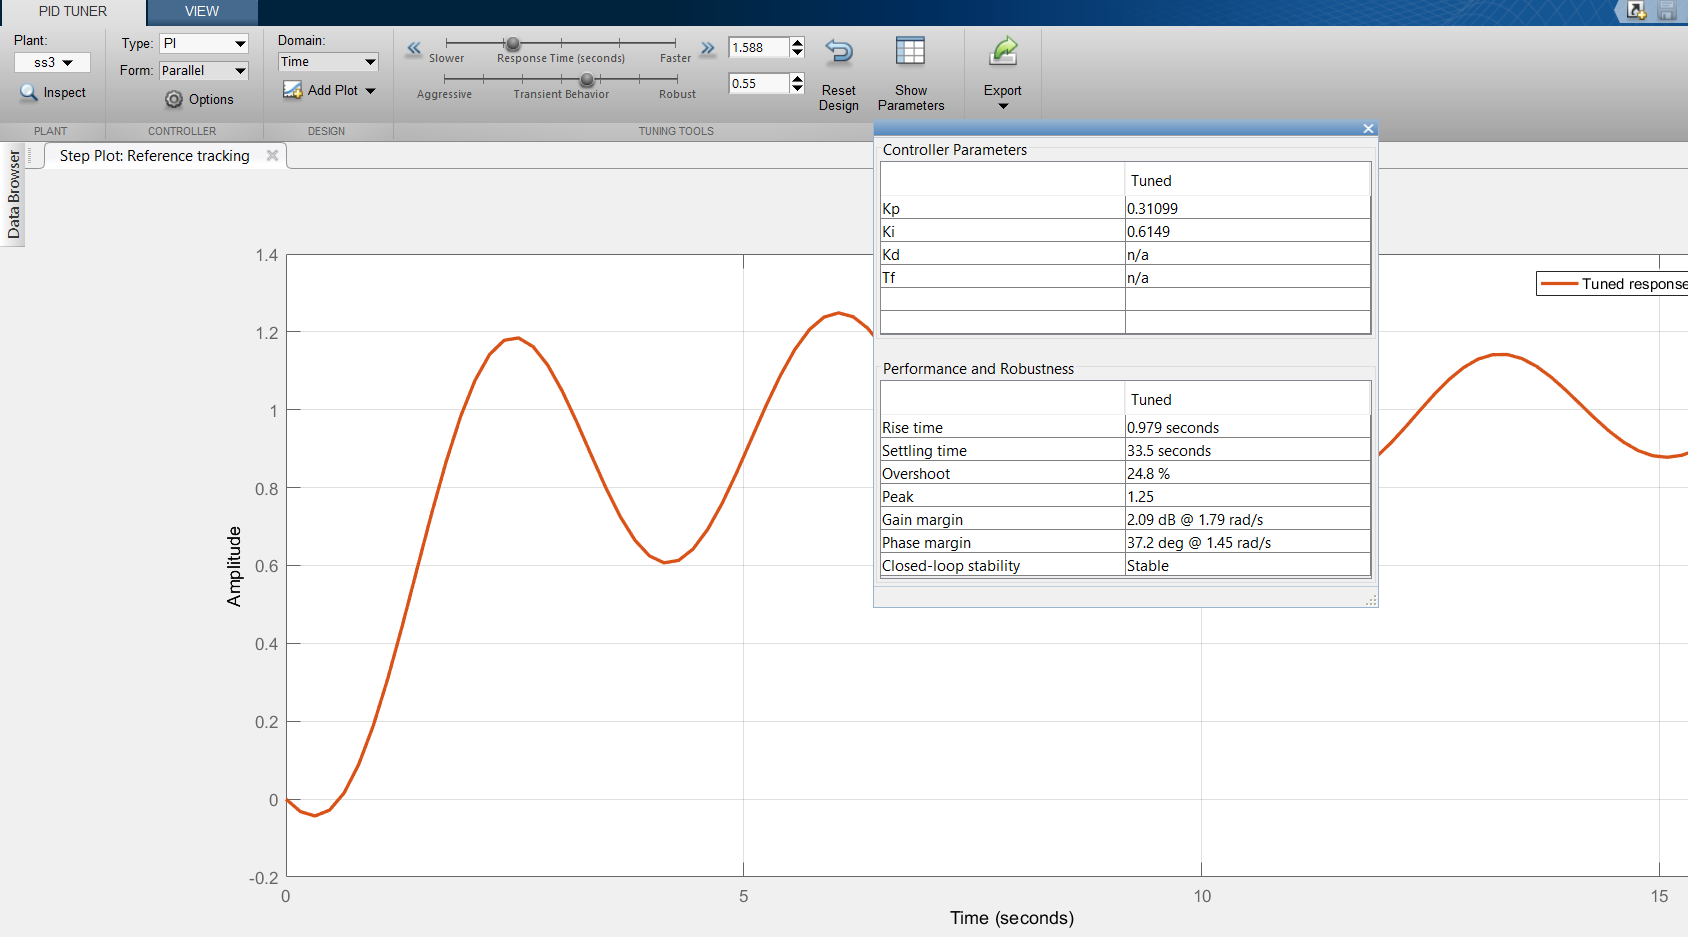 PID TUNER VIEW
Plant: Type: PI Domain: 1.588
ss3 Form: Parallel Time Slower Response Time (seconds) Faster
Inspect Options Add Plot Aggressive Transient Behavior Robust 0.55
Reset Design
Show Parameters
Export
PLANT CONTROLLER DESIGN TUNING TOOLS
Data Browser
Step Plot: Reference tracking
Controller Parameters
Tuned
Kp 0.31099
Ki 0.6149
Kd n/a
Tf n/a
Performance and Robustness
Tuned
Rise time 0.979 seconds
Settling time 33.5 seconds
Overshoot 24.8 %
Peak 1.25
Gain margin 2.09 dB @ 1.79 rad/s
Phase margin 37.2 deg @ 1.45 rad/s
Closed-loop stability Stable
Tuned response
Amplitude
1.4
1.2
1
0.8
0.6
0.4
0.2
0
-0.2
0 5 10 15
Time (seconds)